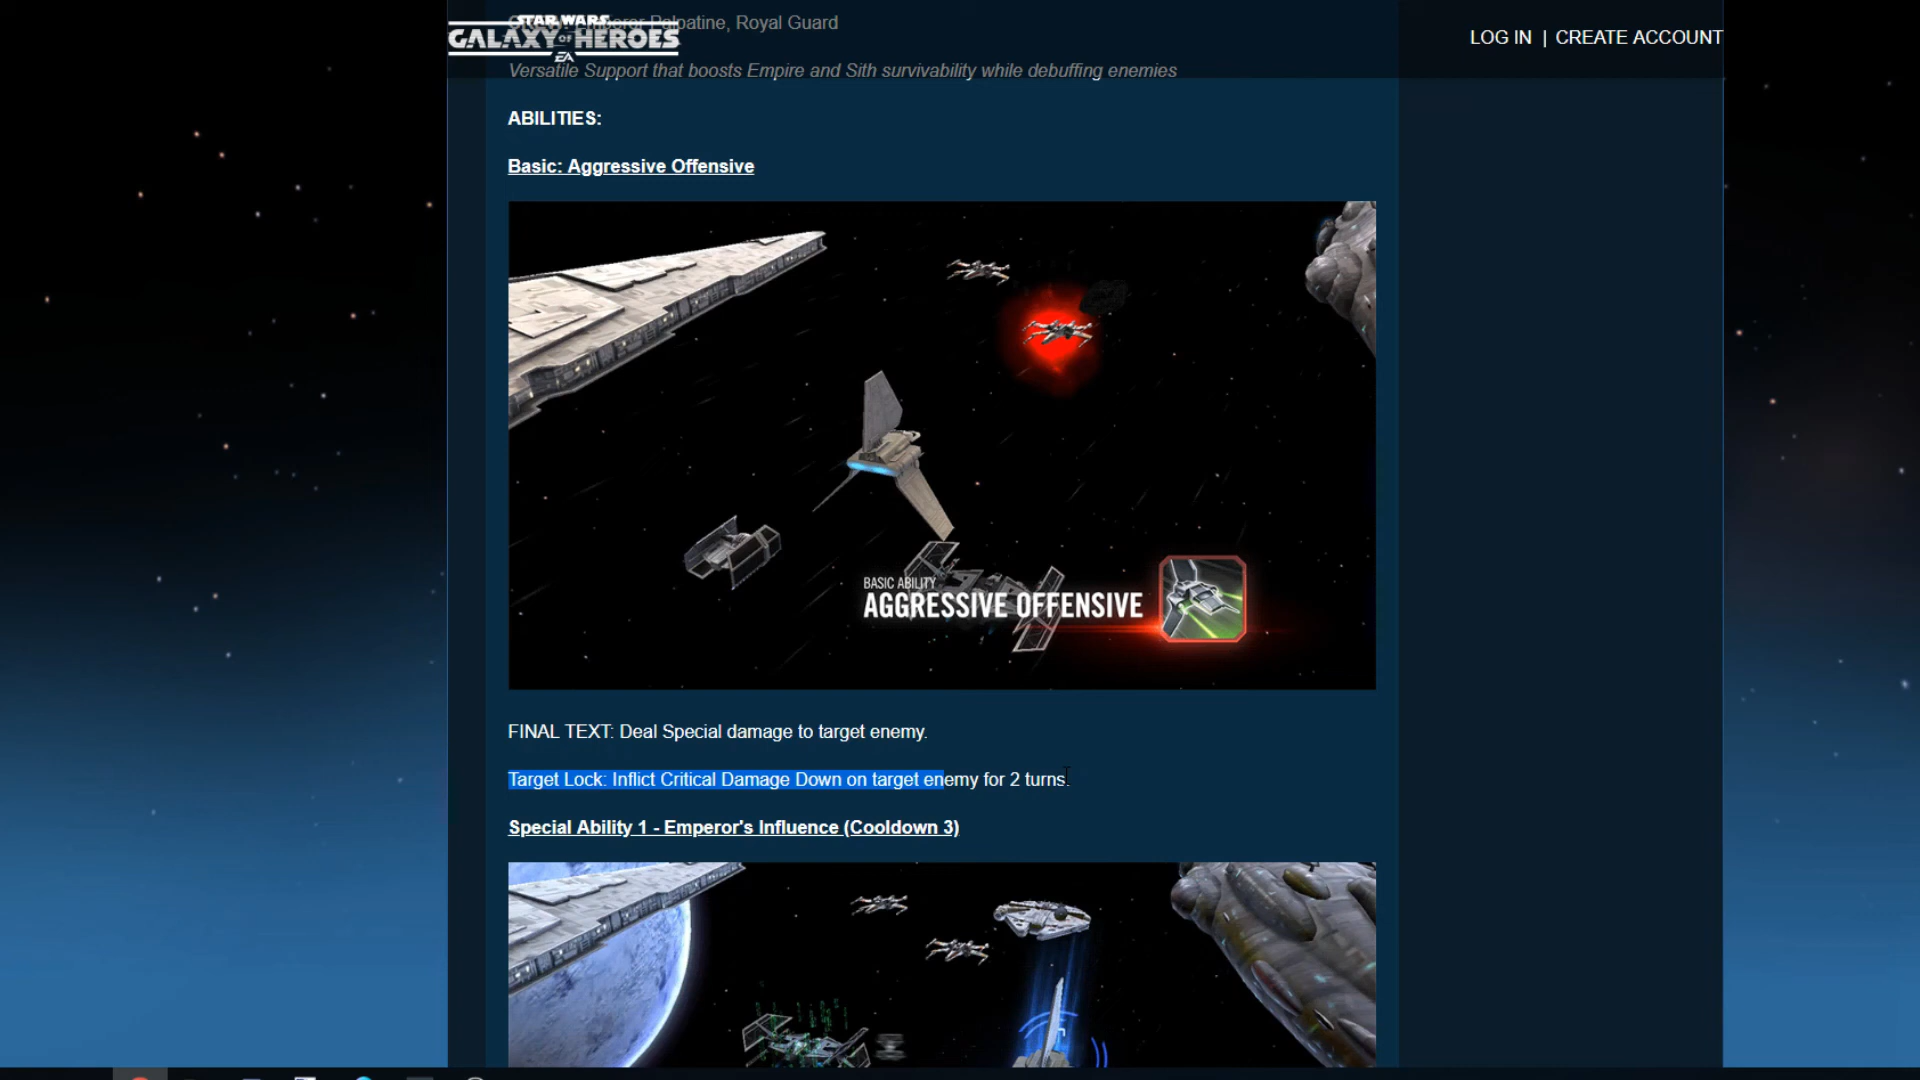 STAR WARS
GALAXY OF HEROES
EA
Palpatine, Royal Guard
LOG IN | CREATE ACCOUNT
Versatile Support that boosts Empire and Sith survivability while debuffing enemies
ABILITIES:
Basic: Aggressive Offensive
BASIC ABILITY
AGGRESSIVE OFFENSIVE
FINAL TEXT: Deal Special damage to target enemy.
Target Lock: Inflict Critical Damage Down on target enemy for 2 turns.
Special Ability 1 - Emperor's Influence (Cooldown 3)